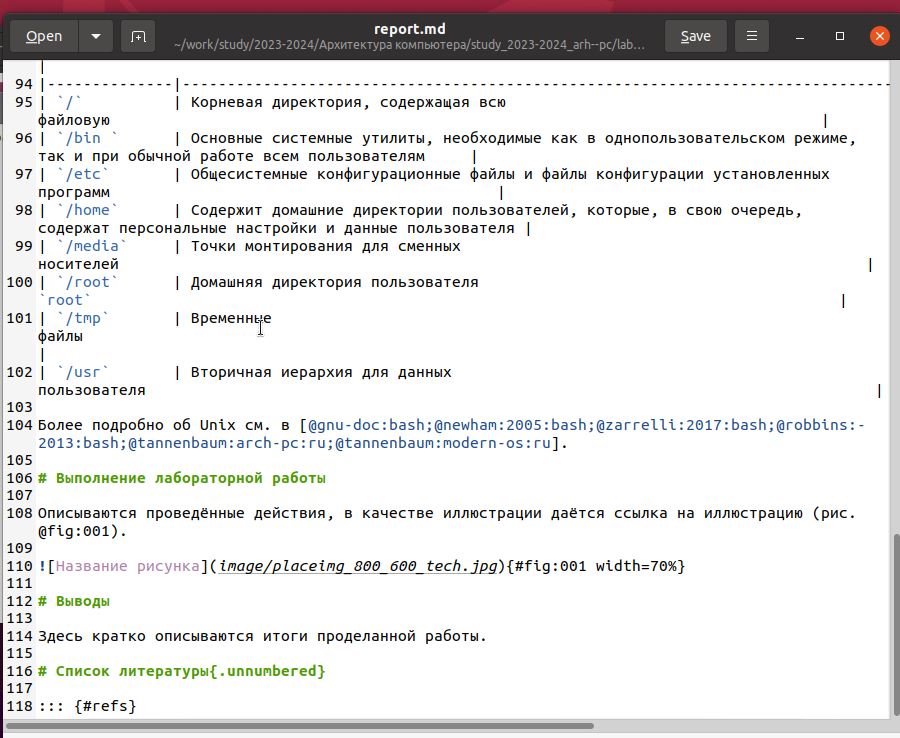 Open
report.md
~/work/study/2023-2024/Архитектура компьютера/study_2023-2024_arh--pc/lab...
Save
|
94 |--------------|-------------------------------------------------------------------------------
95 | `/` | Корневая директория, содержащая всю
файловую |
96 | `/bin ` | Основные системные утилиты, необходимые как в однопользовательском режиме,
так и при обычной работе всем пользователям |
97 | `/etc` | Общесистемные конфигурационные файлы и файлы конфигурации установленных
программ |
98 | `/home` | Содержит домашние директории пользователей, которые, в свою очередь,
содержат персональные настройки и данные пользователя |
99 | `/media` | Точки монтирования для сменных
носителей |
100 | `/root` | Домашняя директория пользователя
`root` |
101 | `/tmp` | Временные
файлы
|
102 | `/usr` | Вторичная иерархия для данных
пользователя |
103
104 Более подробно об Unix см. в [@gnu-doc:bash;@newham:2005:bash;@zarrelli:2017:bash;@robbins:-
2013:bash;@tannenbaum:arch-pc:ru;@tannenbaum:modern-os:ru].
105
106 # Выполнение лабораторной работы
107
108 Описываются проведённые действия, в качестве иллюстрации даётся ссылка на иллюстрацию (рис.
@fig:001).
109
110 ![Название рисунка](image/placeimg_800_600_tech.jpg){#fig:001 width=70%}
111
112 # Выводы
113
114 Здесь кратко описываются итоги проделанной работы.
115
116 # Список литературы{.unnumbered}
117
118 ::: {#refs}